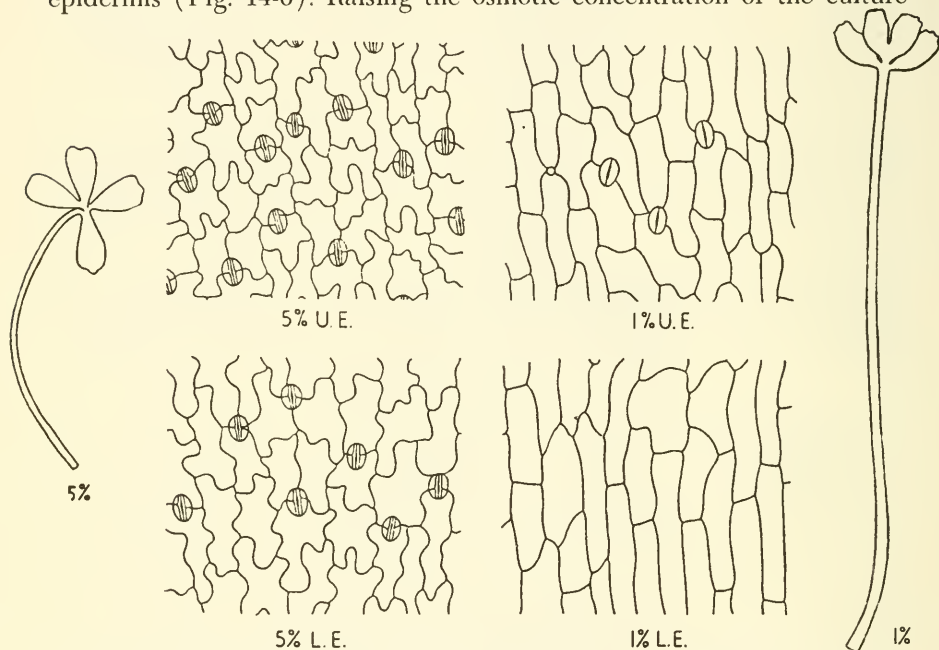 epidermis (Fig. 14-6). Raising the osmotic concentration of the culture
5% U.E.
1% U.E.
5%
5% L.E.
1% L.E.
1%